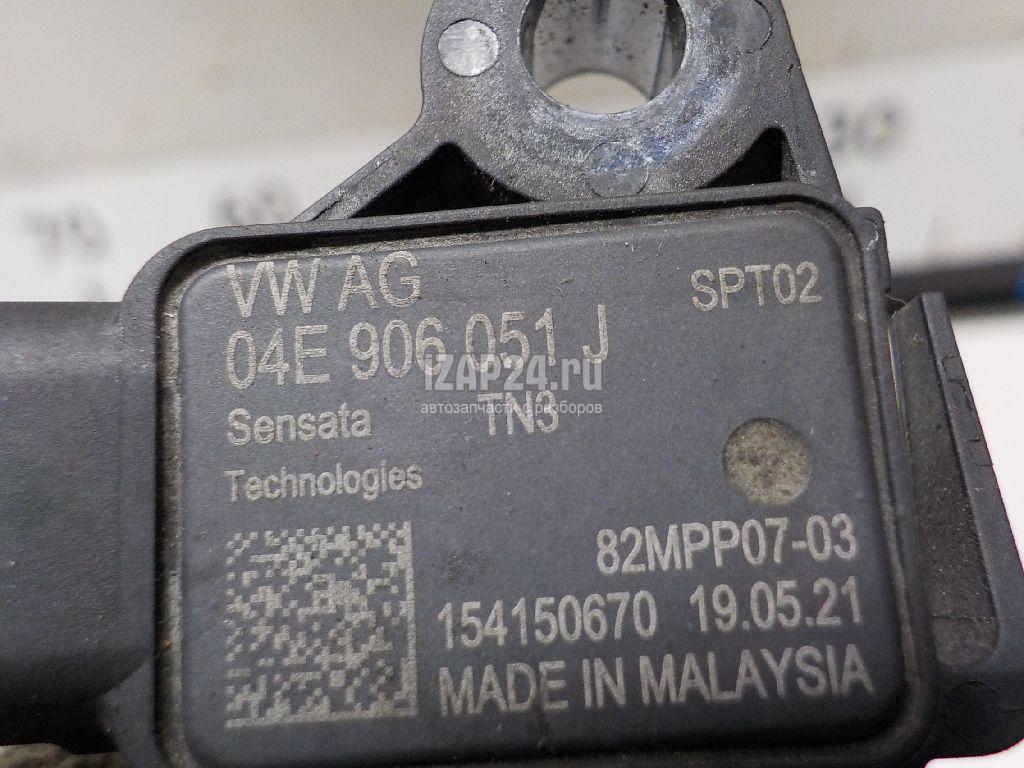 VW AG
SPT02
04E 906 051 J
iZAP24.ru
автозапчасти с разборов
Sensata TN3
Technologies
82MPP07-03
154150670 19.05.21
MADE IN MALAYSIA
70